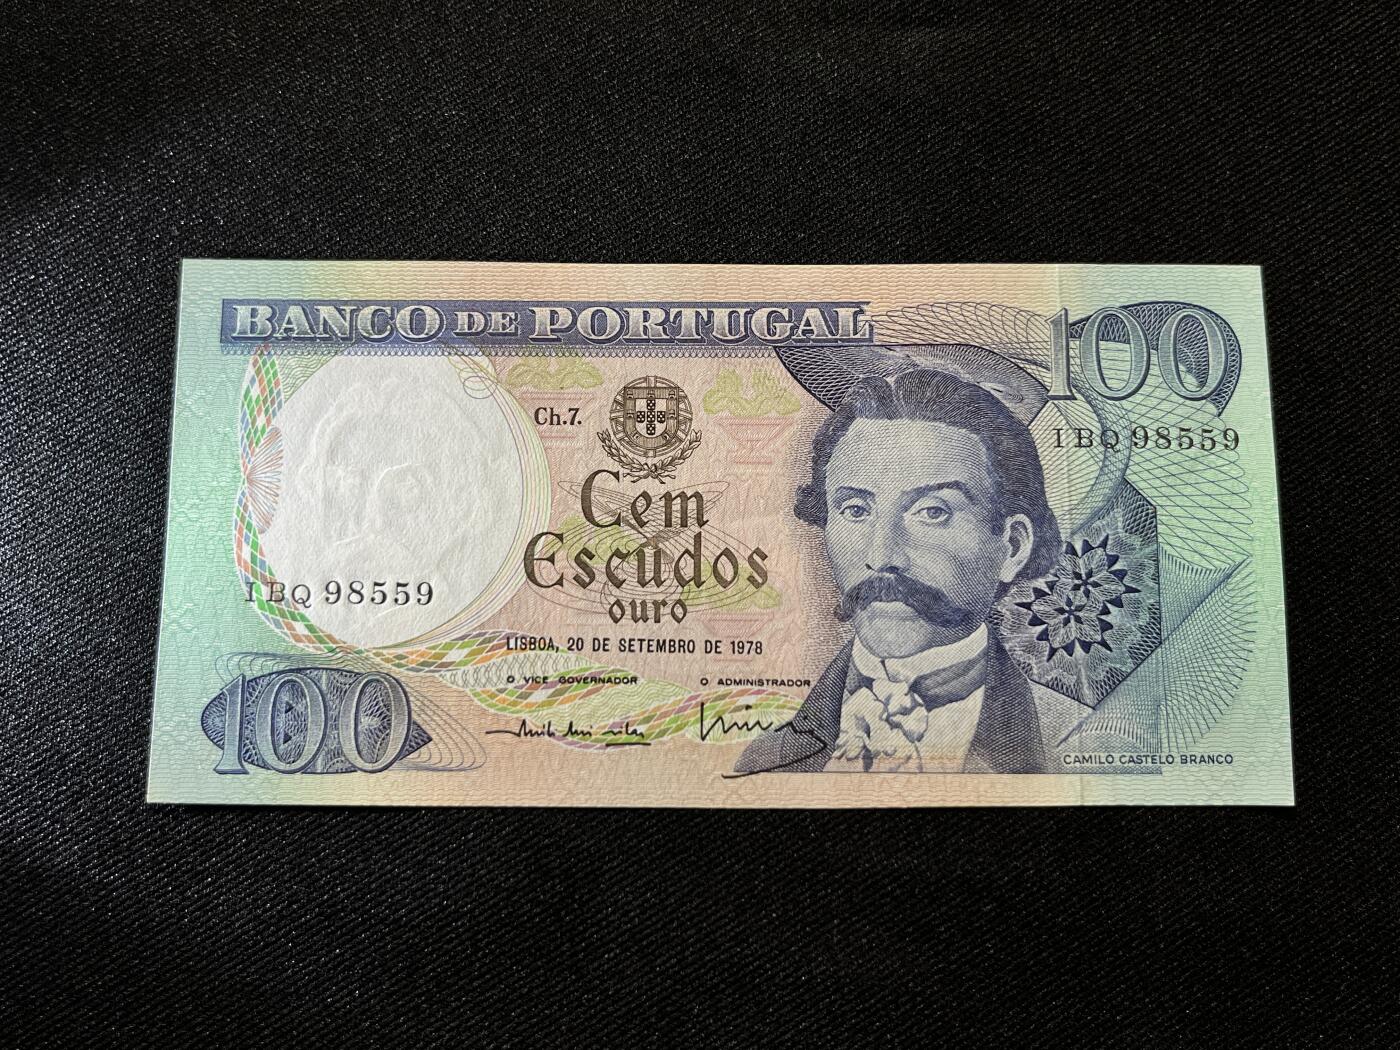 BANCO DE PORTUGAL
100
Ch.7.
IBQ 98559
Cem
Escudos
ouro
IBQ 98559
LISBOA, 20 DE SETEMBRO DE 1978
O VICE GOVERNADOR
O ADMINISTRADOR
100
CAMILO CASTELO BRANCO